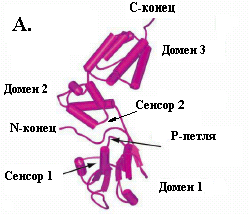 А.
С-конец
Домен 3
Домен 2
Сенсор 2
N-конец
Р-петля
Сенсор 1
Домен 1